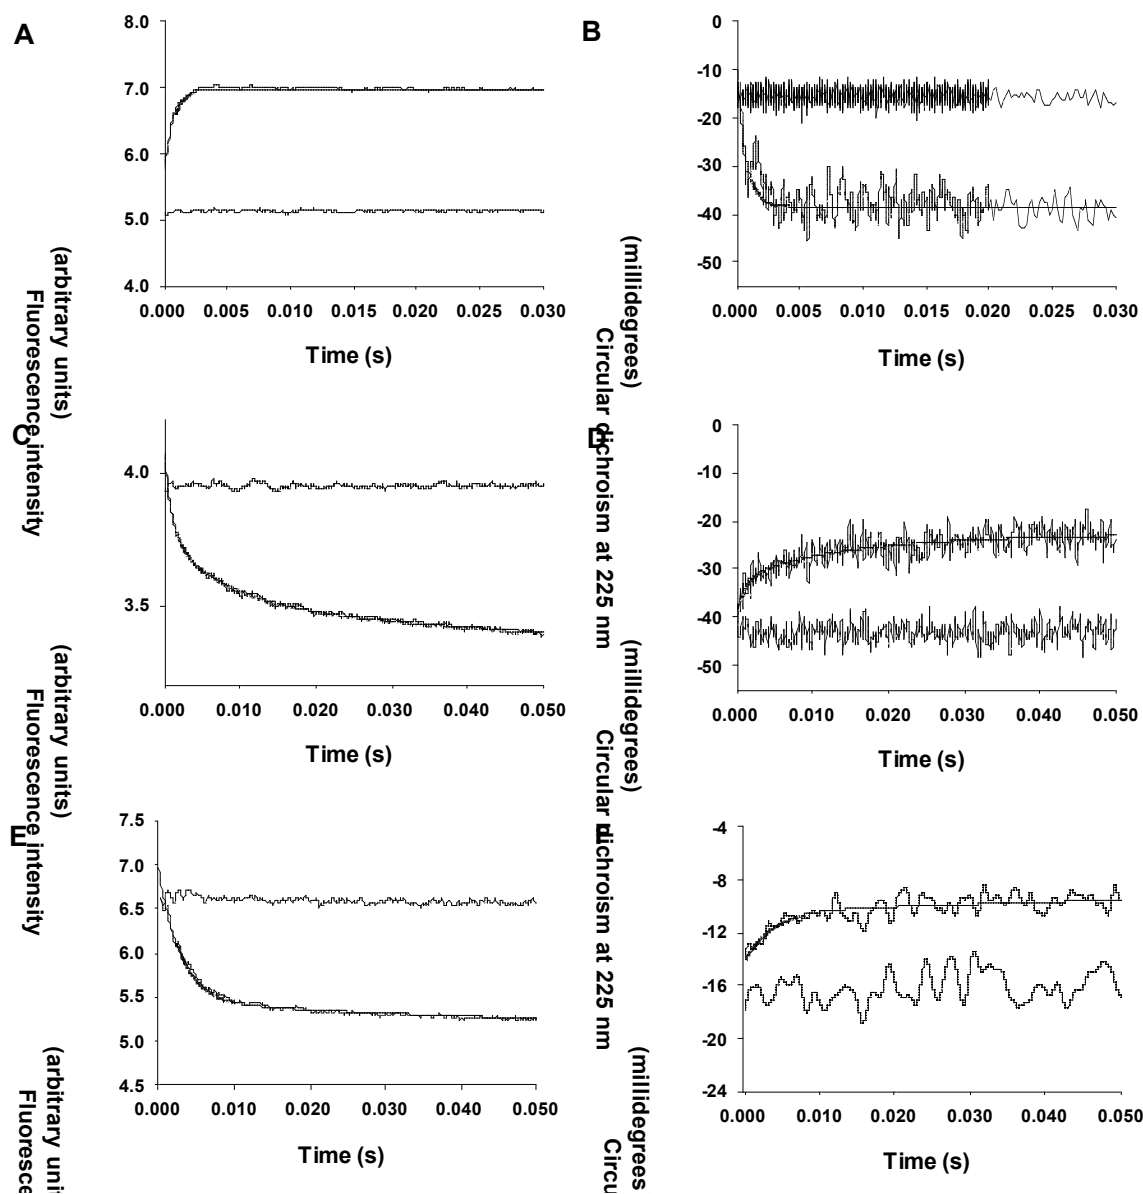 A
8.0
7.0
6.0
5.0
4.0
0.000 0.005 0.010 0.015 0.020 0.025 0.030
Time (s)
Fluorescence intensity
(arbitrary units)
B
0
-10
-20
-30
-40
-50
0.000 0.005 0.010 0.015 0.020 0.025 0.030
Time (s)
Circular dichroism at 225 nm
(millidegrees)
C
4.0
3.5
0.000 0.010 0.020 0.030 0.040 0.050
Time (s)
Fluorescence intensity
(arbitrary units)
D
0
-10
-20
-30
-40
-50
0.000 0.010 0.020 0.030 0.040 0.050
Time (s)
Circular dichroism at 225 nm
(millidegrees)
E
7.5
7.0
6.5
6.0
5.5
5.0
4.5
0.000 0.010 0.020 0.030 0.040 0.050
Time (s)
Fluoresce
(arbitrary unit
F
-4
-8
-12
-16
-20
-24
0.000 0.010 0.020 0.030 0.040 0.050
Time (s)
Circu
(millidegrees